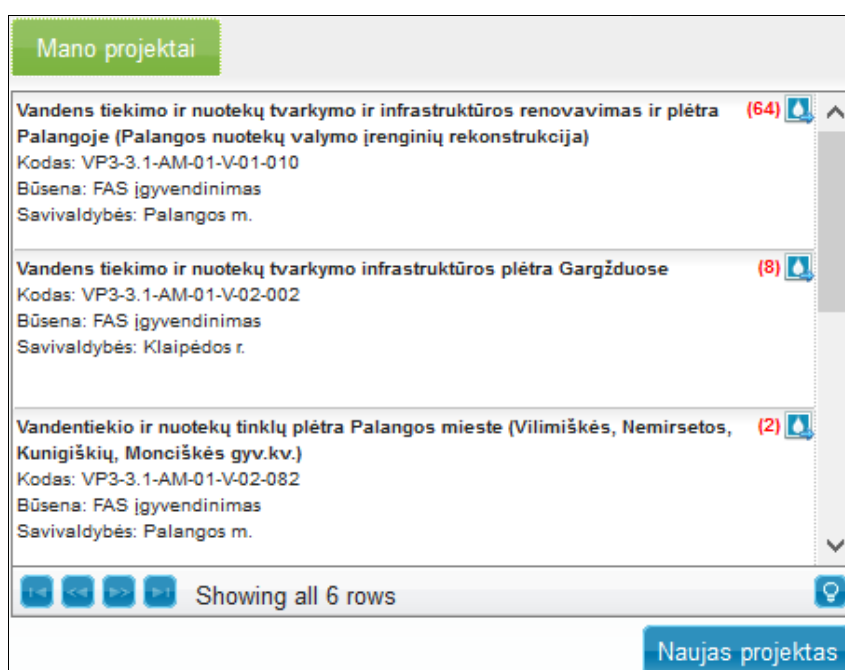 Mano projektai
Vandens tiekimo ir nuotekų tvarkymo ir infrastruktūros renovavimas ir plėtra (64)
Palangoje (Palangos nuotekų valymo įrenginių rekonstrukcija)
Kodas: VP3-3.1-AM-01-V-01-010
Būsena: FAS įgyvendinimas
Savivaldybės: Palangos m.
Vandens tiekimo ir nuotekų tvarkymo infrastruktūros plėtra Gargžduose (8)
Kodas: VP3-3.1-AM-01-V-02-002
Būsena: FAS įgyvendinimas
Savivaldybės: Klaipėdos r.
Vandentiekio ir nuotekų tinklų plėtra Palangos mieste (Vilimiškės, Nemirsetos, (2)
Kunigiškių, Monciškės gyv.kv.)
Kodas: VP3-3.1-AM-01-V-02-082
Būsena: FAS įgyvendinimas
Savivaldybės: Palangos m.
Showing all 6 rows
Naujas projektas